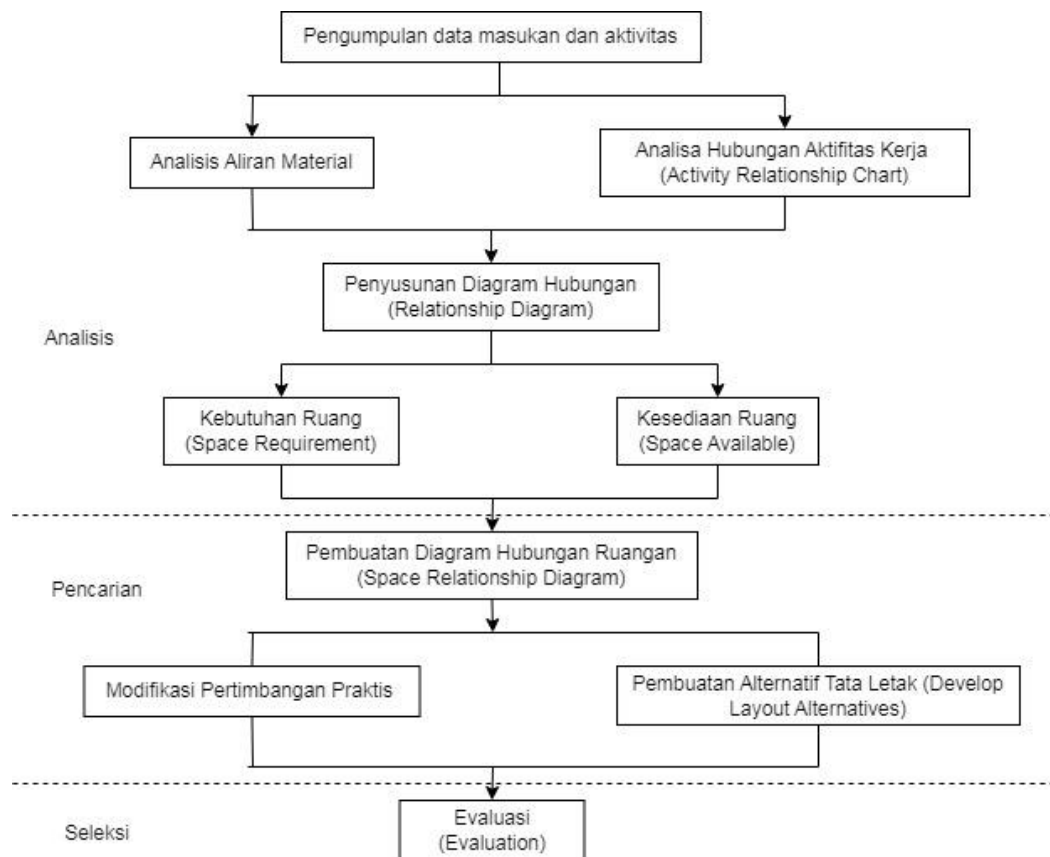 Pengumpulan data masukan dan aktivitas
Analisis Aliran Material
Analisa Hubungan Aktifitas Kerja
(Activity Relationship Chart)
Penyusunan Diagram Hubungan
(Relationship Diagram)
Analisis
Kebutuhan Ruang
(Space Requirement)
Kesediaan Ruang
(Space Available)
Pembuatan Diagram Hubungan Ruangan
(Space Relationship Diagram)
Pencarian
Modifikasi Pertimbangan Praktis
Pembuatan Alternatif Tata Letak (Develop
Layout Alternatives)
Seleksi
Evaluasi
(Evaluation)